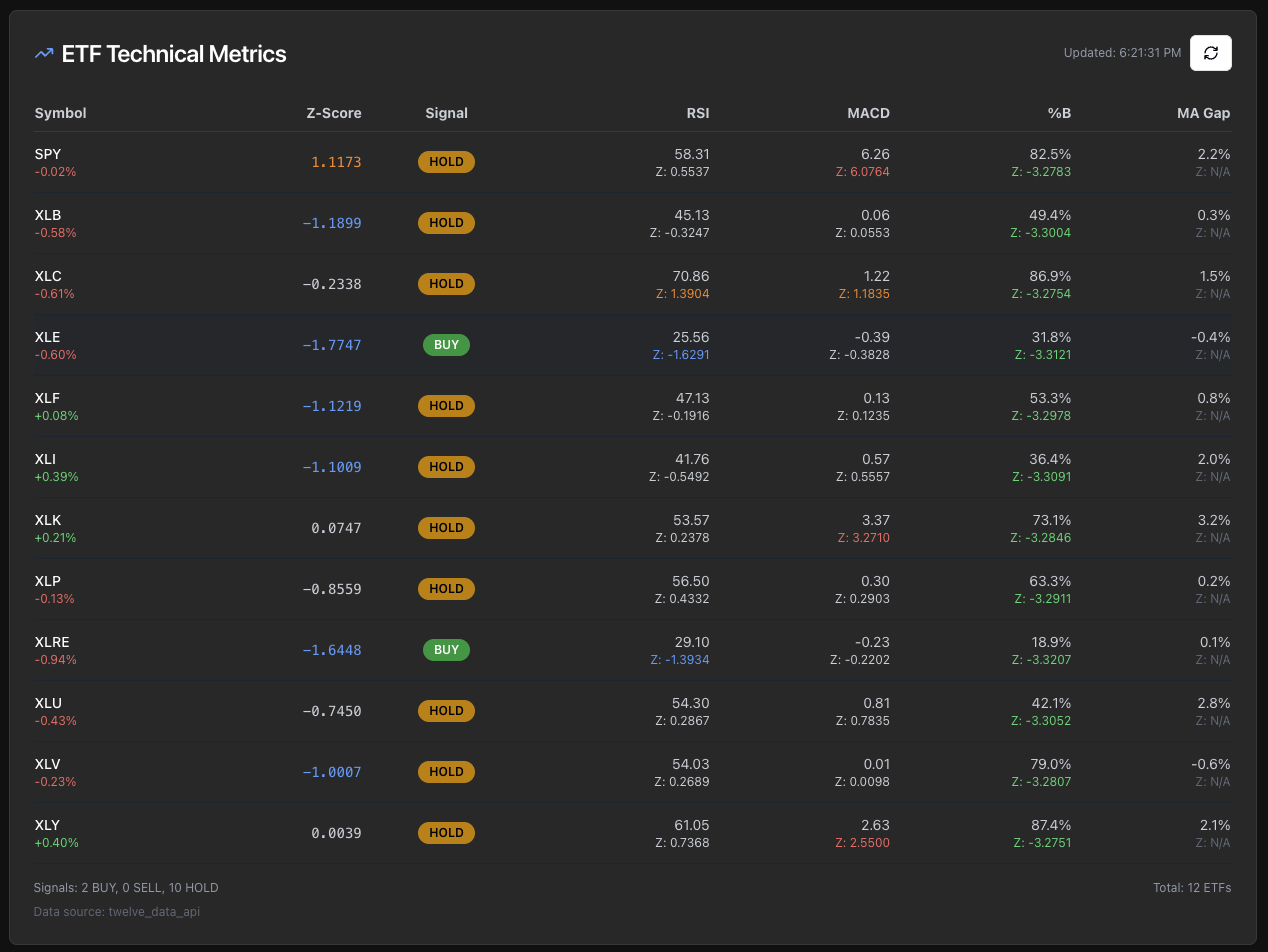 ETF Technical Metrics Updated: 6:21:31 PM
Symbol Z-Score Signal RSI MACD %B MA Gap
SPY 1.1173 HOLD 58.31 6.26 82.5% 2.2%
-0.02% Z: 0.5537 Z: 6.0764 Z: -3.2783 Z: N/A
XLB −1.1899 HOLD 45.13 0.06 49.4% 0.3%
-0.58% Z: -0.3247 Z: 0.0553 Z: -3.3004 Z: N/A
XLC −0.2338 HOLD 70.86 1.22 86.9% 1.5%
-0.61% Z: 1.3904 Z: 1.1835 Z: -3.2754 Z: N/A
XLE −1.7747 BUY 25.56 -0.39 31.8% -0.4%
-0.60% Z: -1.6291 Z: -0.3828 Z: -3.3121 Z: N/A
XLF −1.1219 HOLD 47.13 0.13 53.3% 0.8%
+0.08% Z: -0.1916 Z: 0.1235 Z: -3.2978 Z: N/A
XLI −1.1009 HOLD 41.76 0.57 36.4% 2.0%
+0.39% Z: -0.5492 Z: 0.5557 Z: -3.3091 Z: N/A
XLK 0.0747 HOLD 53.57 3.37 73.1% 3.2%
+0.21% Z: 0.2378 Z: 3.2710 Z: -3.2846 Z: N/A
XLP −0.8559 HOLD 56.50 0.30 63.3% 0.2%
-0.13% Z: 0.4332 Z: 0.2903 Z: -3.2911 Z: N/A
XLRE −1.6448 BUY 29.10 -0.23 18.9% 0.1%
-0.94% Z: -1.3934 Z: -0.2202 Z: -3.3207 Z: N/A
XLU −0.7450 HOLD 54.30 0.81 42.1% 2.8%
-0.43% Z: 0.2867 Z: 0.7835 Z: -3.3052 Z: N/A
XLV −1.0007 HOLD 54.03 0.01 79.0% -0.6%
-0.23% Z: 0.2689 Z: 0.0098 Z: -3.2807 Z: N/A
XLY 0.0039 HOLD 61.05 2.63 87.4% 2.1%
+0.40% Z: 0.7368 Z: 2.5500 Z: -3.2751 Z: N/A
Signals: 2 BUY, 0 SELL, 10 HOLD Total: 12 ETFs
Data source: twelve_data_api